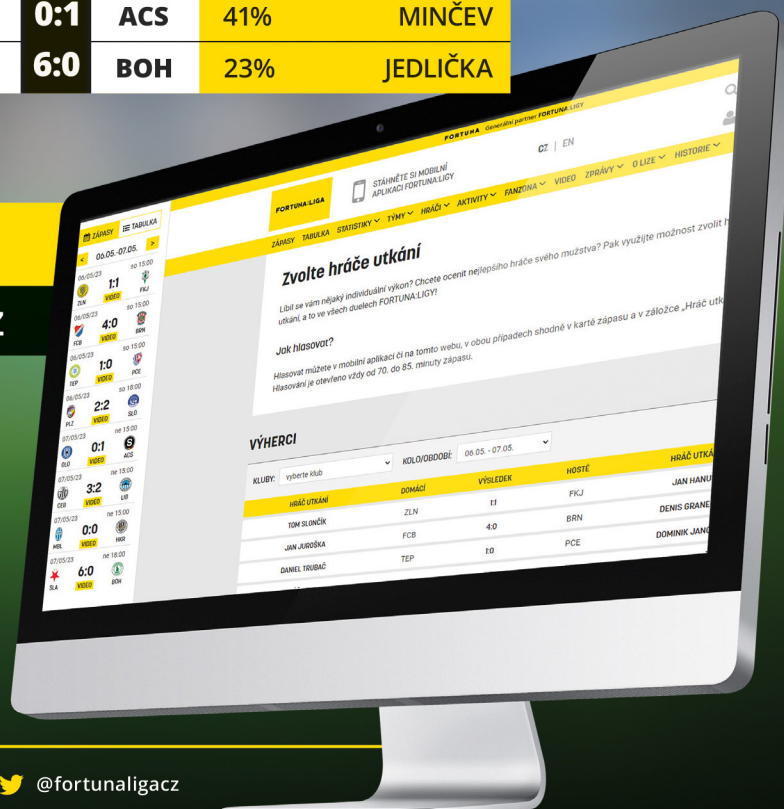 0:1 ACS 41% MINČEV
6:0 BOH 23% JEDLIČKA
Z
FORTUNA Generální partner FORTUNA:LIGY
CZ | EN
FORTUNA:LIGA
STÁHNĚTE SI MOBILNÍ
APLIKACI FORTUNA:LIGY
ZÁPASY TABULKA STATISTIKY TÝMY HRÁČI AKTIVITY FANZÓNA VIDEO ZPRÁVY O LIZE HISTORIE
ZÁPASY TABULKA
< 06.05.-07.05. >
06/05/23 so 15:00
ZLN 1:1 FKJ
VIDEO
06/05/23 so 15:00
FCB 4:0 BRN
VIDEO
06/05/23 so 15:00
TEP 1:0 PCE
VIDEO
06/05/23 so 18:00
PLZ 2:2 SLO
VIDEO
07/05/23 ne 15:00
OLO 0:1 ACS
VIDEO
07/05/23 ne 15:00
CEB 3:2 LIB
VIDEO
07/05/23 ne 15:00
MBL 0:0 HKR
VIDEO
07/05/23 ne 18:00
SLA 6:0 BOH
VIDEO
Zvolte hráče utkání
Líbil se vám nějaký individuální výkon? Chcete ocenit nejlepšího hráče svého mužstva? Pak využijte možnost zvolit h
utkání, a to ve všech duelech FORTUNA:LIGY!
Jak hlasovat?
Hlasovat můžete v mobilní aplikaci či na tomto webu, v obou případech shodně v kartě zápasu a v záložce „Hráč utk
Hlasování je otevřeno vždy od 70. do 85. minuty zápasu.
VÝHERCI
KLUBY: vyberte klub KOLO/OBDOBÍ: 06.05. - 07.05.
HRÁČ UTKÁNÍ DOMÁCÍ VÝSLEDEK HOSTÉ HRÁČ UTKÁ
TOM SLONČÍK ZLN 1:1 FKJ JAN HANU
JAN JUROŠKA FCB 4:0 BRN DENIS GRANE
DANIEL TRUBAČ TEP 1:0 PCE DOMINIK JANO
@fortunaligacz